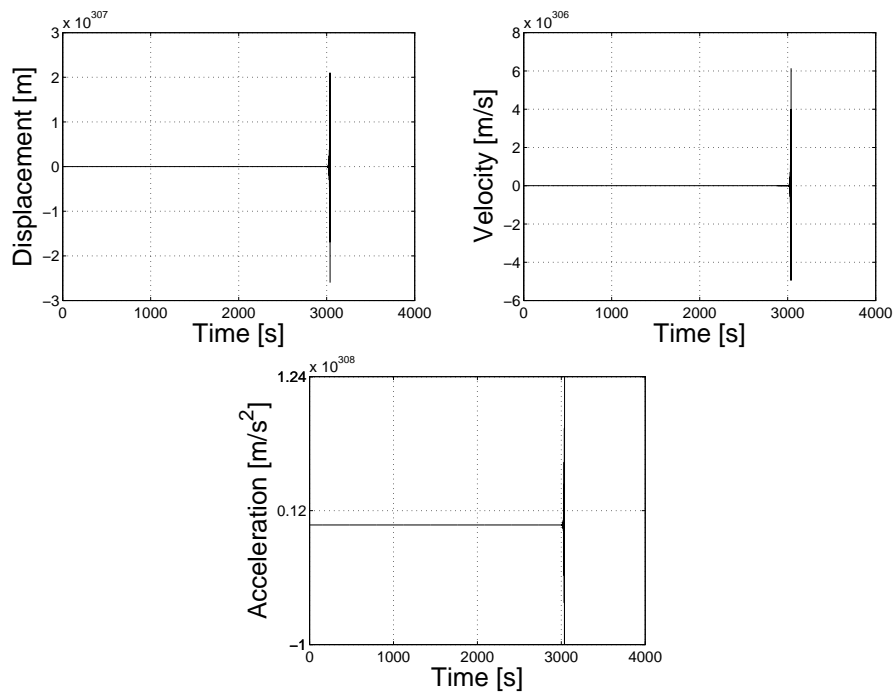 x 10^307
3
2
1
0
−1
−2
−3
0 1000 2000 3000 4000
Displacement [m]
Time [s]
x 10^306
8
6
4
2
0
−2
−4
−6
0 1000 2000 3000 4000
Velocity [m/s]
Time [s]
x 10^308
1.24
0.12
−1
0 1000 2000 3000 4000
Acceleration [m/s^2]
Time [s]